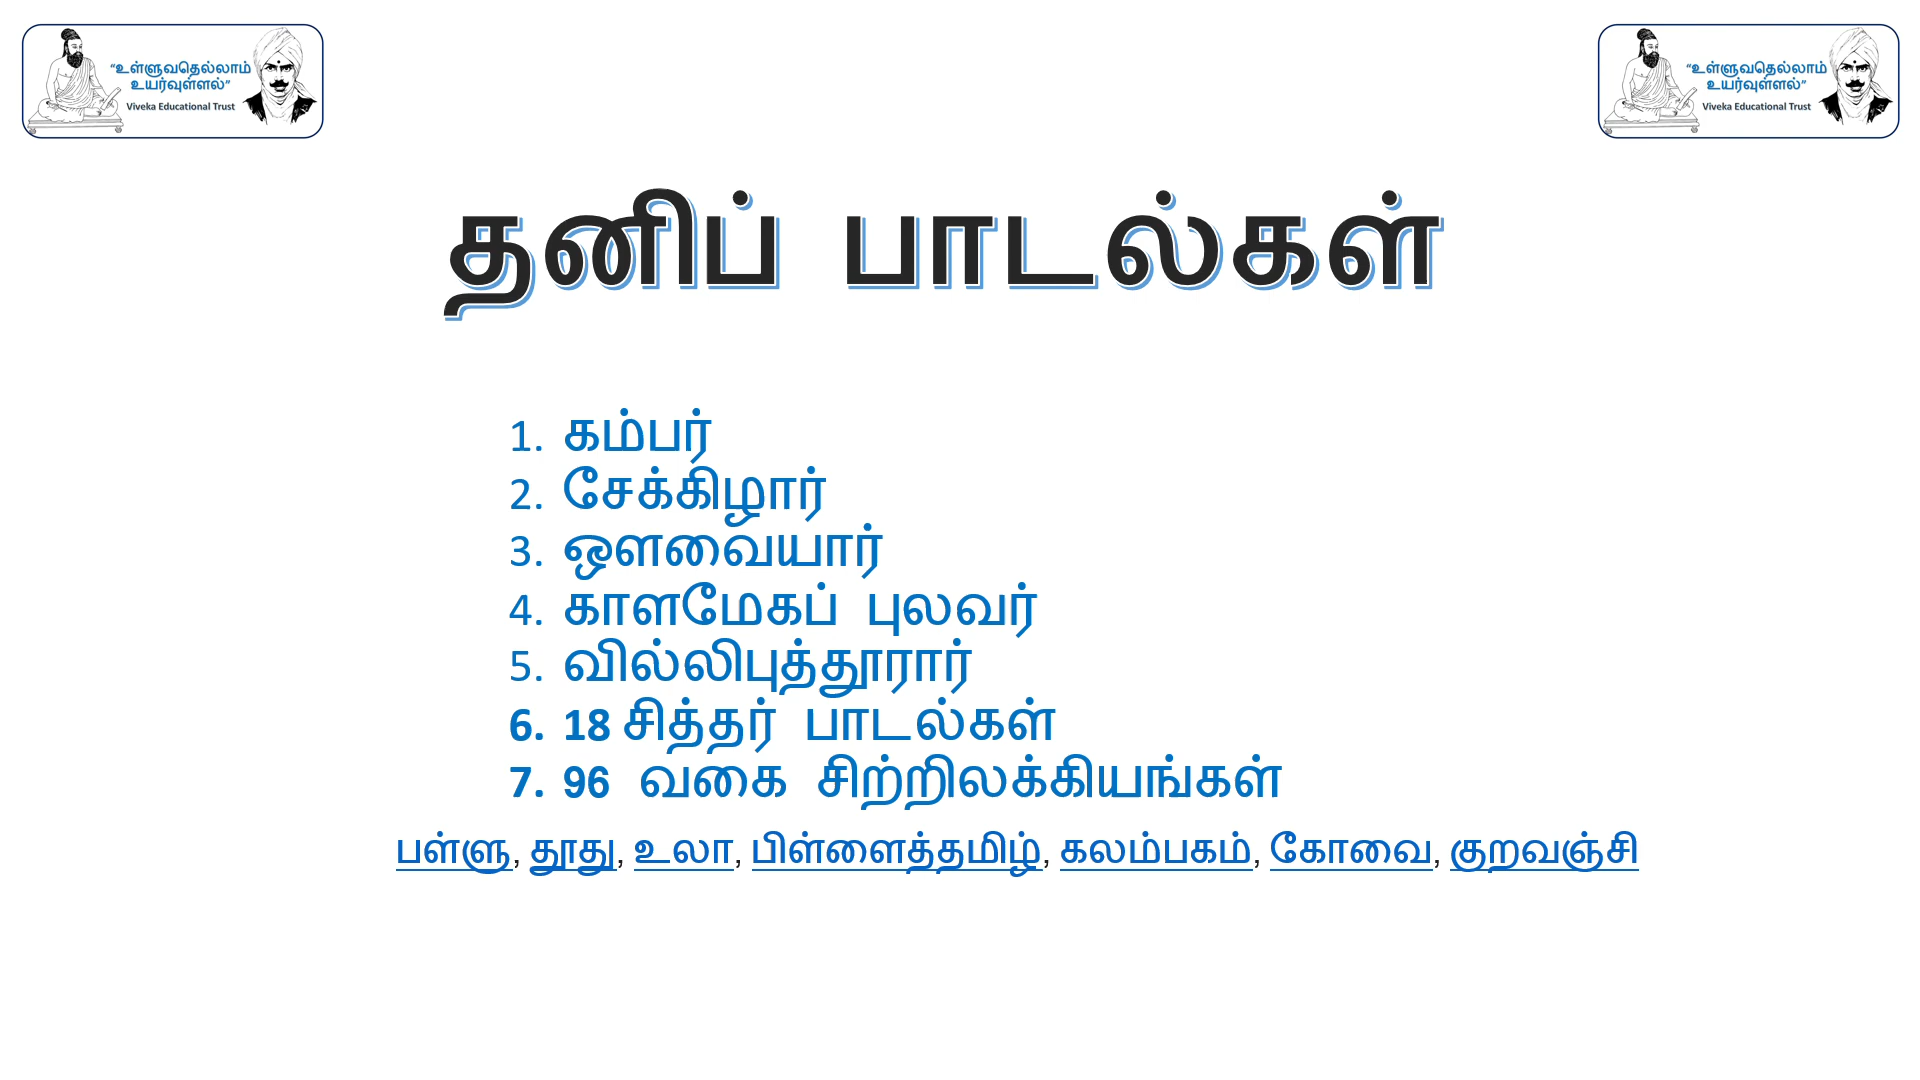 “உள்ளுவதெல்லாம்
உயர்வுள்ளல்”
Viveka Educational Trust
“உள்ளுவதெல்லாம்
உயர்வுள்ளல்”
Viveka Educational Trust
தனிப் பாடல்கள்
1. கம்பர்
2. சேக்கிழார்
3. ஔவையார்
4. காளமேகப் புலவர்
5. வில்லிபுத்தூரார்
6. 18 சித்தர் பாடல்கள்
7. 96 வகை சிற்றிலக்கியங்கள்
பள்ளு, தூது, உலா, பிள்ளைத்தமிழ், கலம்பகம், கோவை, குறவஞ்சி